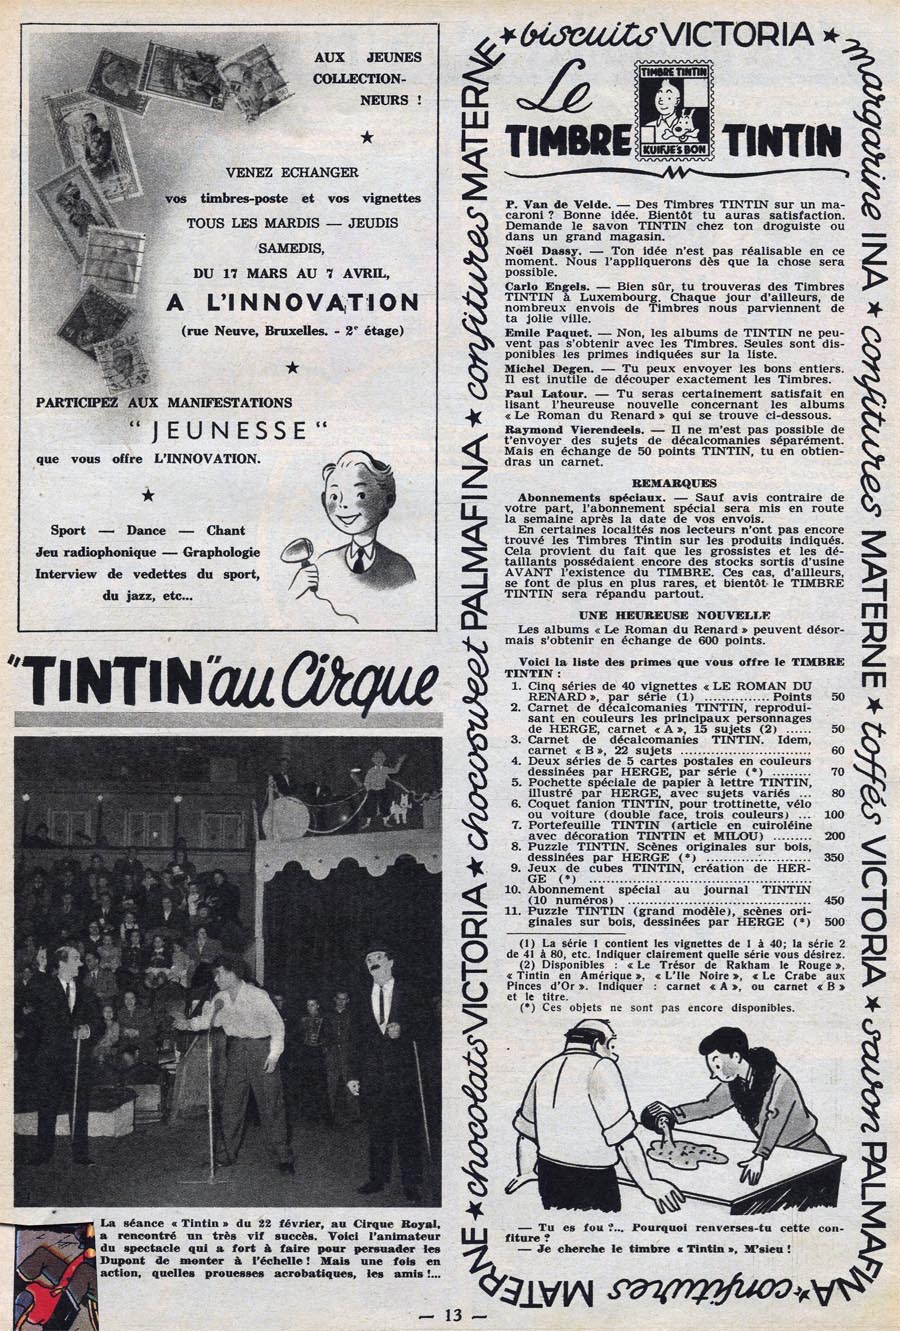 AUX JEUNES
COLLECTION-
NEURS !
VENEZ ECHANGER
vos timbres-poste et vos vignettes
TOUS LES MARDIS — JEUDIS
SAMEDIS,
DU 17 MARS AU 7 AVRIL,
A L'INNOVATION
(rue Neuve, Bruxelles. - 2e étage)
PARTICIPEZ AUX MANIFESTATIONS
"JEUNESSE"
que vous offre L'INNOVATION.
Sport — Dance — Chant
Jeu radiophonique — Graphologie
Interview de vedettes du sport,
du jazz, etc...
"TINTIN" au Cirque
La séance « Tintin » du 22 février, au Cirque Royal,
a rencontré un très vif succès. Voici l'animateur
du spectacle qui a fort à faire pour persuader les
Dupont de monter à l'échelle ! Mais une fois en
action, quelles prouesses acrobatiques, les amis !...
★ biscuits VICTORIA ★
margarine INA ★ confitures MATERNE ★ toffés VICTORIA ★ savon PALMAFINA ★
confitures MATERNE ★
chocolats VICTORIA ★ chocosweet PALMAFINA ★ confitures MATERNE
Le
TIMBRE TINTIN
TIMBRE TINTIN
KUIFJE'S BON
P. Van de Velde. — Des Timbres TINTIN sur un ma-
caroni ? Bonne idée. Bientôt tu auras satisfaction.
Demande le savon TINTIN chez ton droguiste ou
dans un grand magasin.
Noël Dassy. — Ton idée n'est pas réalisable en ce
moment. Nous l'appliquerons dès que la chose sera
possible.
Carlo Engels. — Bien sûr, tu trouveras des Timbres
TINTIN à Luxembourg. Chaque jour d'ailleurs, de
nombreux envois de Timbres nous parviennent de
ta jolie ville.
Emile Paquet. — Non, les albums de TINTIN ne peu-
vent pas s'obtenir avec les Timbres. Seules sont dis-
ponibles les primes indiquées sur la liste.
Michel Degen. — Tu peux envoyer les bons entiers.
Il est inutile de découper exactement les Timbres.
Paul Latour. — Tu seras certainement satisfait en
lisant l'heureuse nouvelle concernant les albums
« Le Roman du Renard » qui se trouve ci-dessous.
Raymond Vierendeels. — Il ne m'est pas possible de
t'envoyer des sujets de décalcomanies séparément.
Mais en échange de 50 points TINTIN, tu en obtien-
dras un carnet.
REMARQUES
Abonnements spéciaux. — Sauf avis contraire de
votre part, l'abonnement spécial sera mis en route
la semaine après la date de vos envois.
En certaines localités nos lecteurs n'ont pas encore
trouvé les Timbres Tintin sur les produits indiqués.
Cela provient du fait que les grossistes et les dé-
taillants possédaient encore des stocks sortis d'usine
AVANT l'existence du TIMBRE. Ces cas, d'ailleurs,
se font de plus en plus rares, et bientôt le TIMBRE
TINTIN sera répandu partout.
UNE HEUREUSE NOUVELLE
Les albums « Le Roman du Renard » peuvent désor-
mais s'obtenir en échange de 600 points.
Voici la liste des primes que vous offre le TIMBRE
TINTIN :
1. Cinq séries de 40 vignettes « LE ROMAN DU
RENARD », par série (1) ............... Points 50
2. Carnet de décalcomanies TINTIN, reprodui-
sant en couleurs les principaux personnages
de HERGE, carnet « A », 15 sujets (2) ...... 50
3. Carnet de décalcomanies TINTIN. Idem,
carnet « B », 22 sujets ........................ 60
4. Deux séries de 5 cartes postales en couleurs
dessinées par HERGE, par série (*) ......... 70
5. Pochette spéciale de papier à lettre TINTIN,
illustré par HERGE, avec sujets variés ... 80
6. Coquet fanion TINTIN, pour trottinette, vélo
ou voiture (double face, trois couleurs) ... 100
7. Portefeuille TINTIN (article en cuiroléine
avec décoration TINTIN et MILOU) ......... 200
8. Puzzle TINTIN. Scènes originales sur bois,
dessinées par HERGE (*) ..................... 350
9. Jeux de cubes TINTIN, création de HER-
GE (*) .............................................
10. Abonnement spécial au journal TINTIN
(10 numéros) .................................... 450
11. Puzzle TINTIN (grand modèle), scènes ori-
ginales sur bois, dessinées par HERGE (*) 500
(1) La série 1 contient les vignettes de 1 à 40; la série 2
de 41 à 80, etc. Indiquer clairement quelle série vous désirez.
(2) Disponibles : « Le Trésor de Rakham le Rouge »,
« Tintin en Amérique », « L'Ile Noire », « Le Crabe aux
Pinces d'Or ». Indiquer : carnet « A », ou carnet « B »
et le titre.
(*) Ces objets ne sont pas encore disponibles.
— Tu es fou ?... Pourquoi renverses-tu cette con-
fiture ?
— Je cherche le timbre « Tintin », M'sieu !
— 13 —